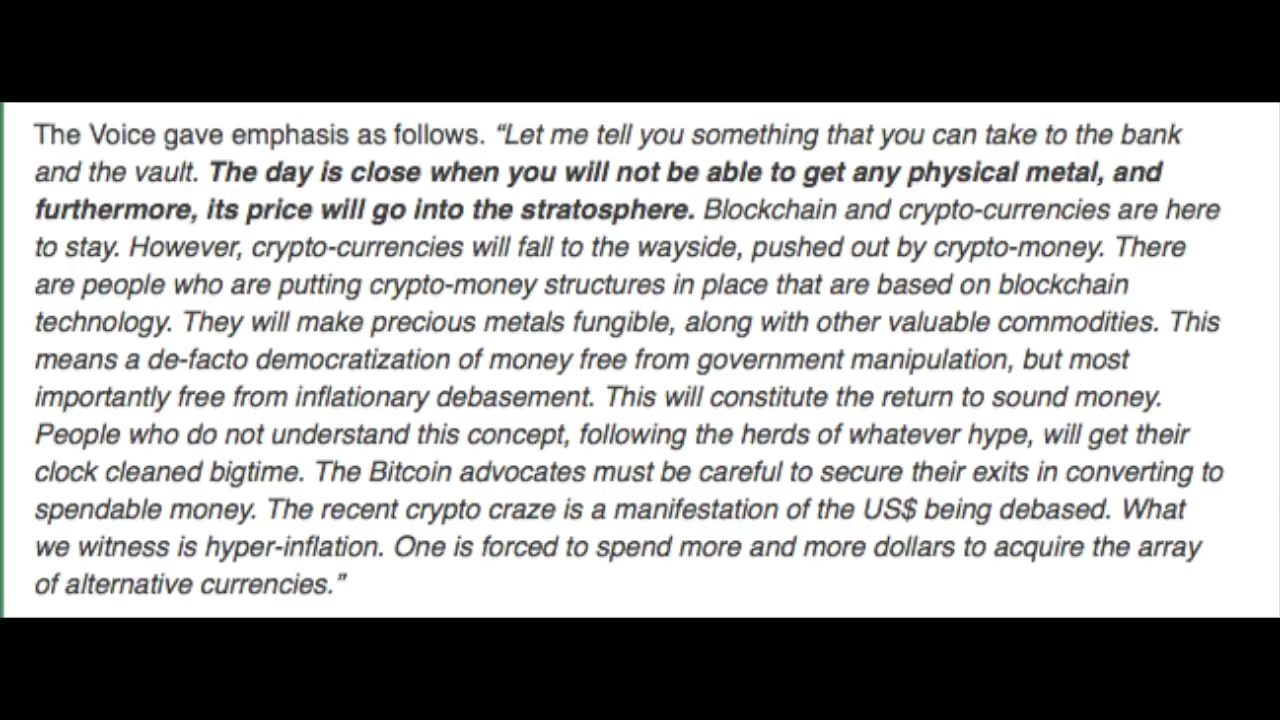 The Voice gave emphasis as follows. “Let me tell you something that you can take to the bank
and the vault. The day is close when you will not be able to get any physical metal, and
furthermore, its price will go into the stratosphere. Blockchain and crypto-currencies are here
to stay. However, crypto-currencies will fall to the wayside, pushed out by crypto-money. There
are people who are putting crypto-money structures in place that are based on blockchain
technology. They will make precious metals fungible, along with other valuable commodities. This
means a de-facto democratization of money free from government manipulation, but most
importantly free from inflationary debasement. This will constitute the return to sound money.
People who do not understand this concept, following the herds of whatever hype, will get their
clock cleaned bigtime. The Bitcoin advocates must be careful to secure their exits in converting to
spendable money. The recent crypto craze is a manifestation of the US$ being debased. What
we witness is hyper-inflation. One is forced to spend more and more dollars to acquire the array
of alternative currencies.”